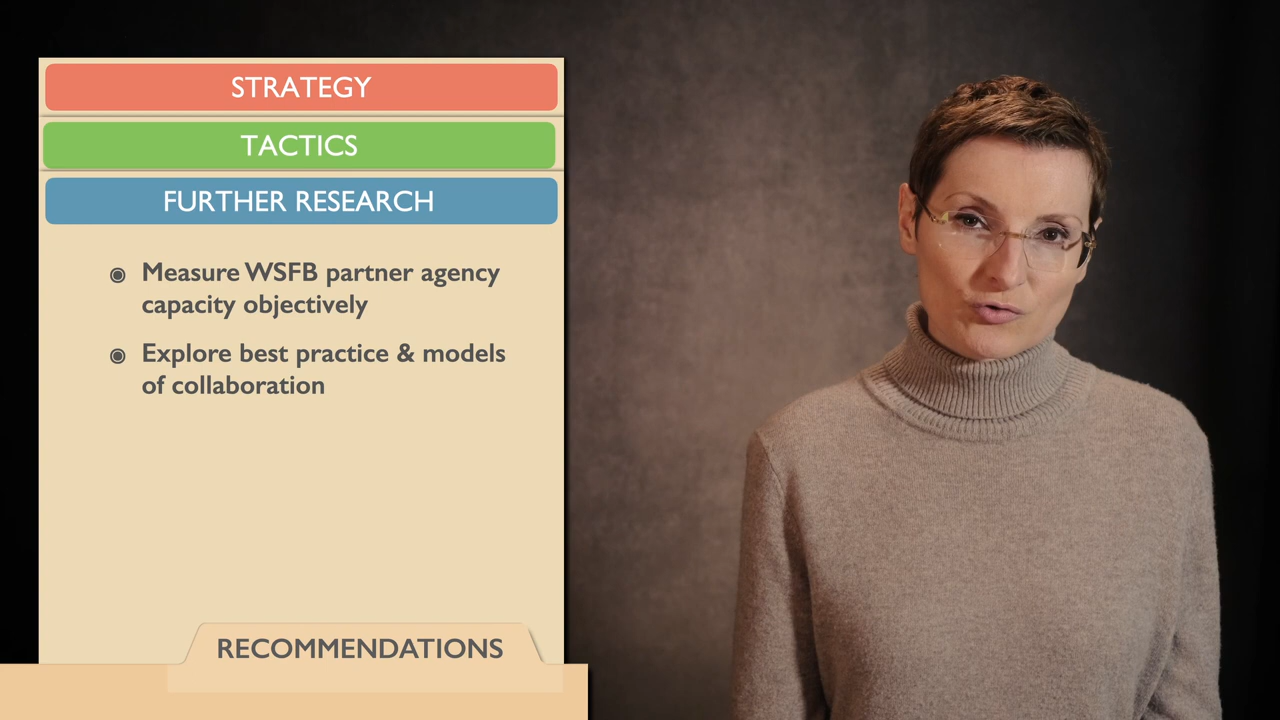 STRATEGY
TACTICS
FURTHER RESEARCH
◉ Measure WSFB partner agency
capacity objectively
◉ Explore best practice & models
of collaboration
RECOMMENDATIONS